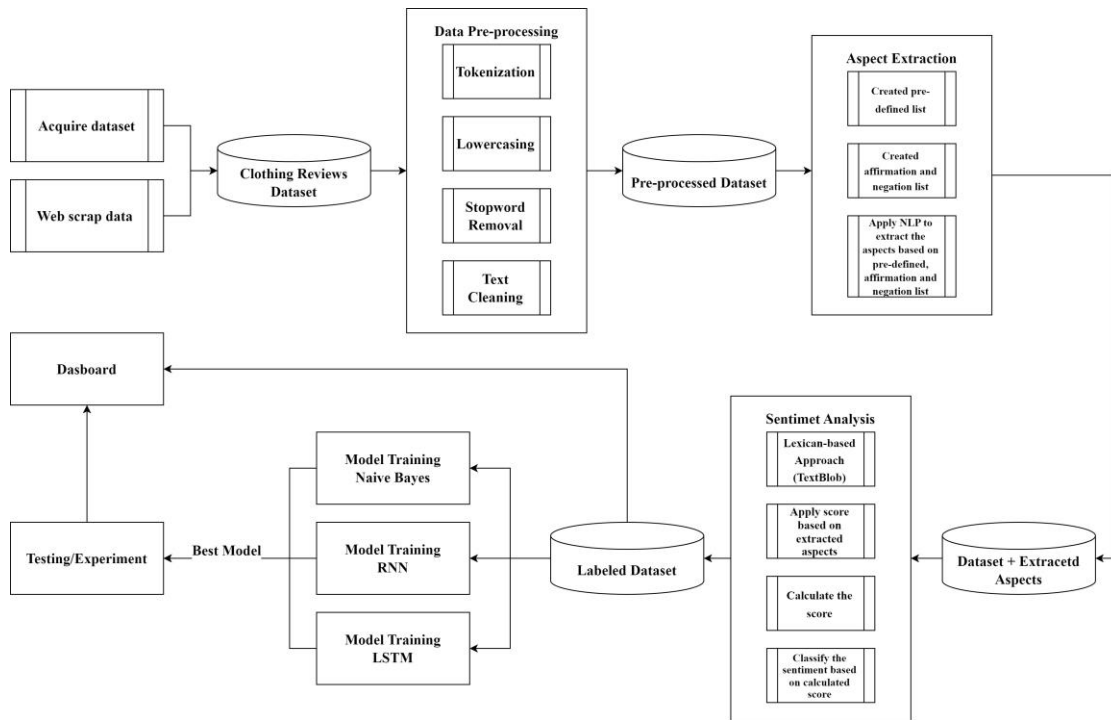 Data Pre-processing
Tokenization
Lowercasing
Stopword
Removal
Text
Cleaning
Acquire dataset
Web scrap data
Clothing Reviews
Dataset
Pre-processed Dataset
Aspect Extraction
Created pre-
defined list
Created
affirmation and
negation list
Apply NLP to
extract the
aspects based on
pre-defined,
affirmation and
negation list
Dasboard
Testing/Experiment
Best Model
Model Training
Naive Bayes
Model Training
RNN
Model Training
LSTM
Labeled Dataset
Sentimet Analysis
Lexican-based
Approach
(TextBlob)
Apply score
based on
extracted aspects
Calculate the
score
Classify the
sentiment based
on calculated
score
Dataset + Extracetd
Aspects